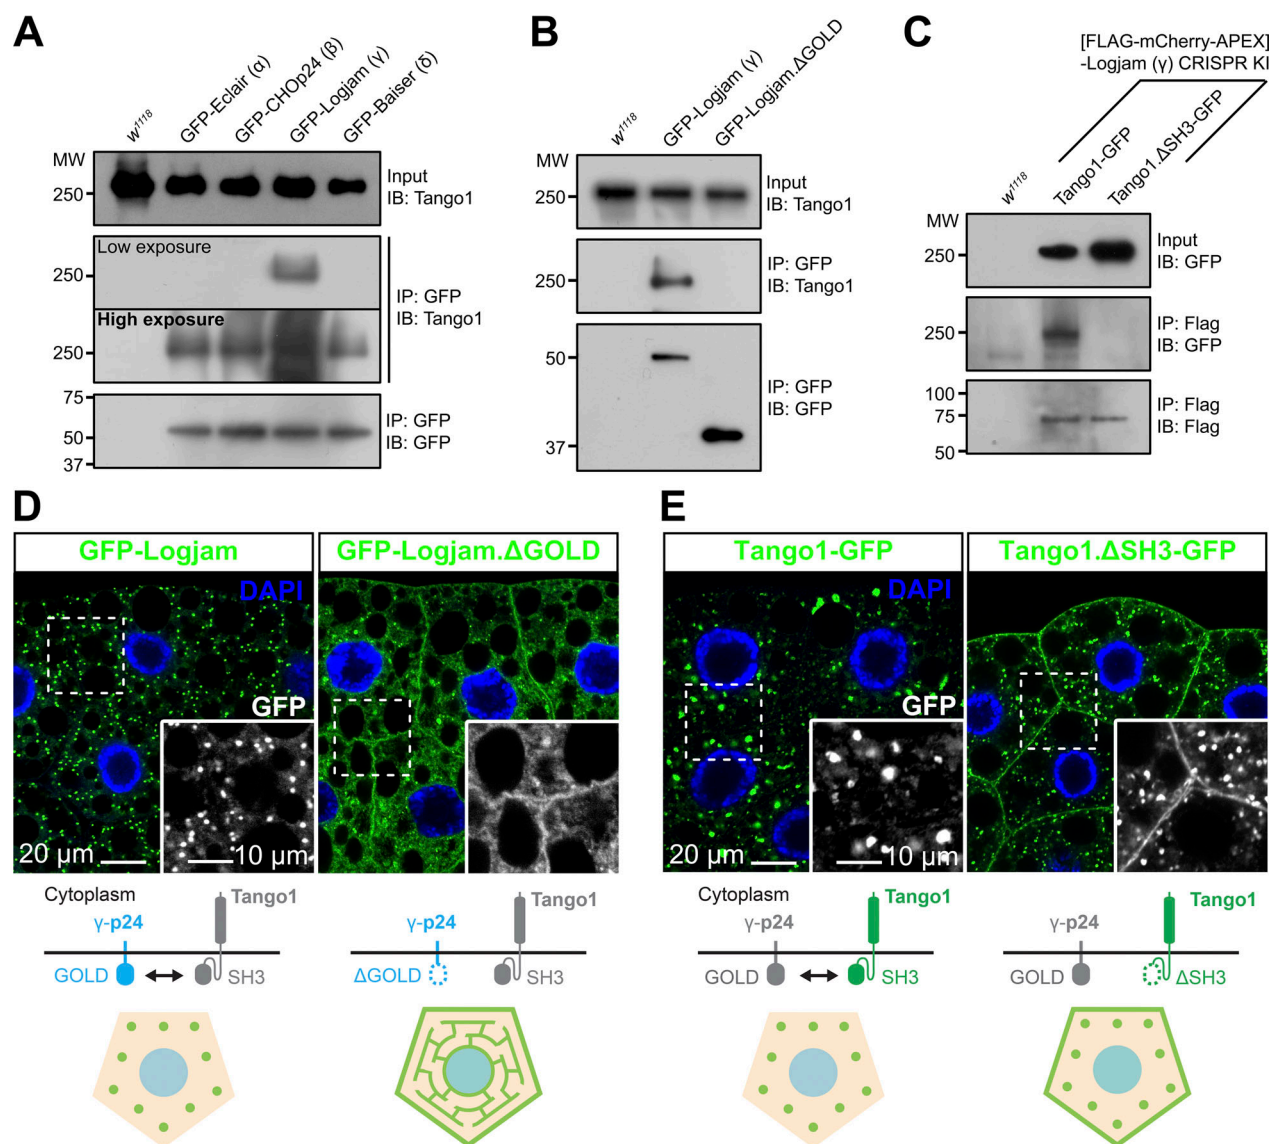 A
w1118
GFP-Eclair (α)
GFP-CHOp24 (β)
GFP-Logjam (γ)
GFP-Baiser (δ)
MW
250
Input
IB: Tango1
Low exposure
250
High exposure
250
IP: GFP
IB: Tango1
75
50
37
IP: GFP
IB: GFP
B
w1118
GFP-Logjam (γ)
GFP-Logjam.ΔGOLD
MW
250
Input
IB: Tango1
250
IP: GFP
IB: Tango1
50
37
IP: GFP
IB: GFP
C
[FLAG-mCherry-APEX]
-Logjam (γ) CRISPR KI
w1118
Tango1-GFP
Tango1.ΔSH3-GFP
MW
250
Input
IB: GFP
250
IP: Flag
IB: GFP
100
75
50
IP: Flag
IB: Flag
D
GFP-Logjam
GFP-Logjam.ΔGOLD
DAPI
GFP
20 µm
10 µm
Cytoplasm
Tango1
γ-p24
GOLD
SH3
Tango1
γ-p24
ΔGOLD
SH3
E
Tango1-GFP
Tango1.ΔSH3-GFP
DAPI
GFP
20 µm
10 µm
Cytoplasm
Tango1
γ-p24
GOLD
SH3
Tango1
γ-p24
GOLD
ΔSH3